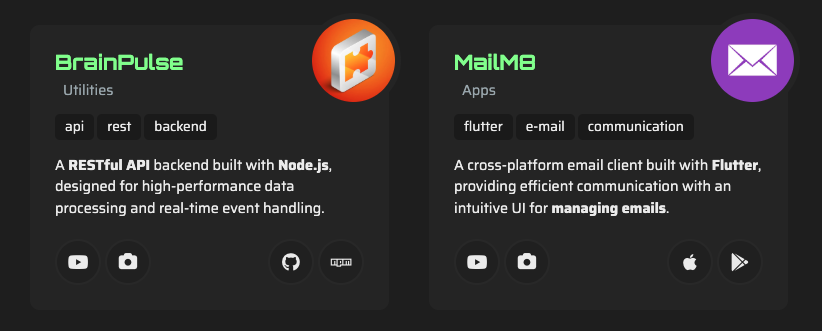 BrainPulse
Utilities
api rest backend
A RESTful API backend built with Node.js,
designed for high-performance data
processing and real-time event handling.
npm
MailM8
Apps
flutter e-mail communication
A cross-platform email client built with Flutter,
providing efficient communication with an
intuitive UI for managing emails.